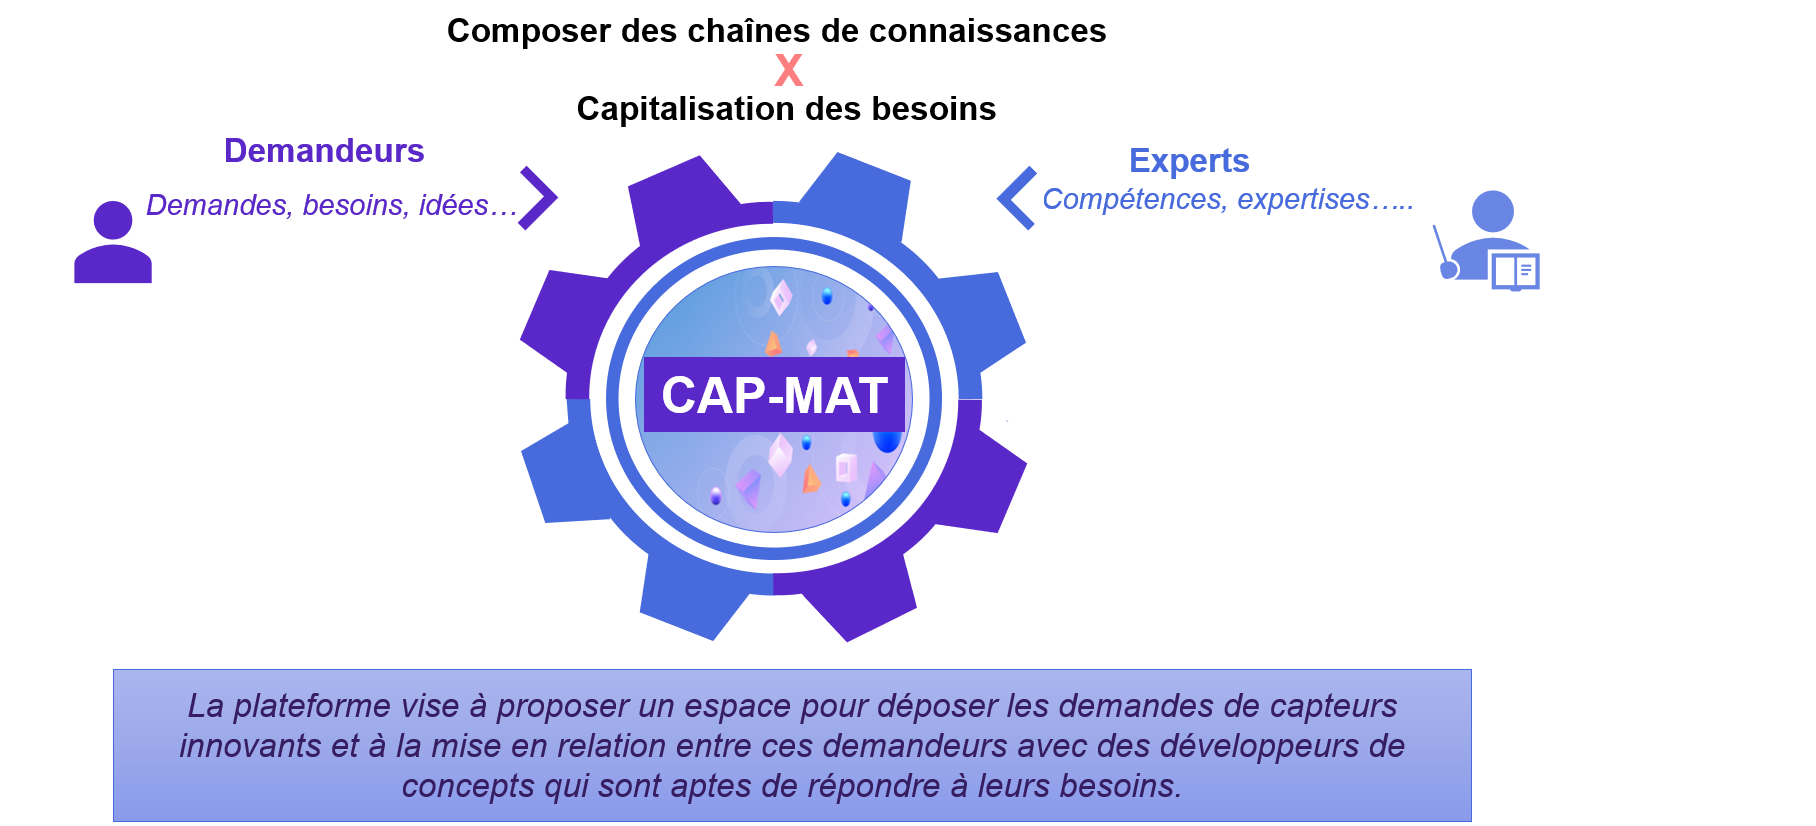 Composer des chaînes de connaissances
X
Capitalisation des besoins
Demandeurs
Demandes, besoins, idées…
Experts
Compétences, expertises…..
CAP-MAT
La plateforme vise à proposer un espace pour déposer les demandes de capteurs
innovants et à la mise en relation entre ces demandeurs avec des développeurs de
concepts qui sont aptes de répondre à leurs besoins.